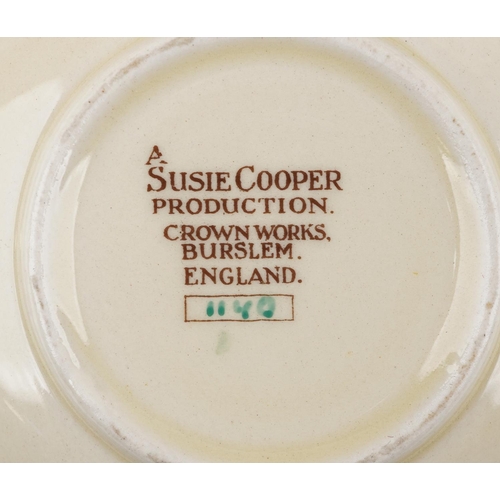 A
SUSIE COOPER
PRODUCTION.
CROWN WORKS,
BURSLEM.
ENGLAND.
1140